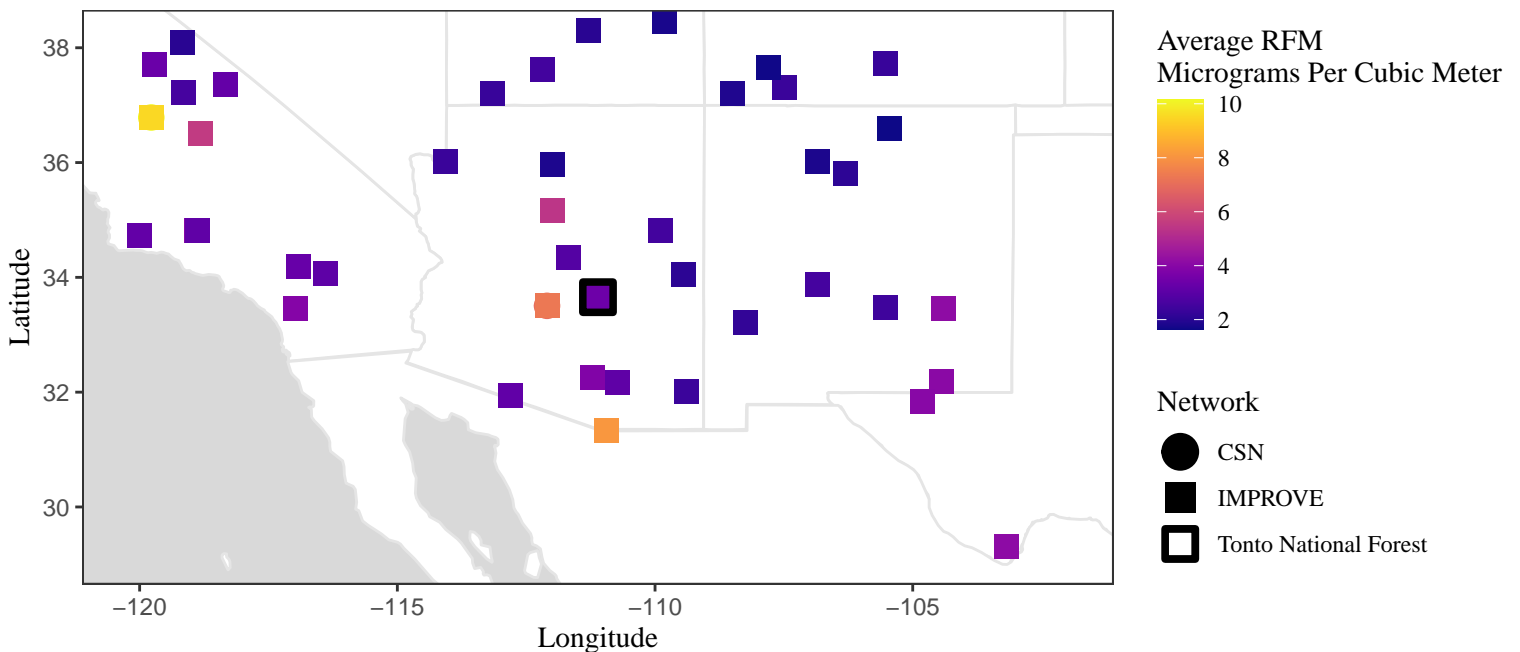 38
36
34
32
30
Latitude
−120
−115
−110
−105
Longitude
Average RFM
Micrograms Per Cubic Meter
10
8
6
4
2
Network
CSN
IMPROVE
Tonto National Forest